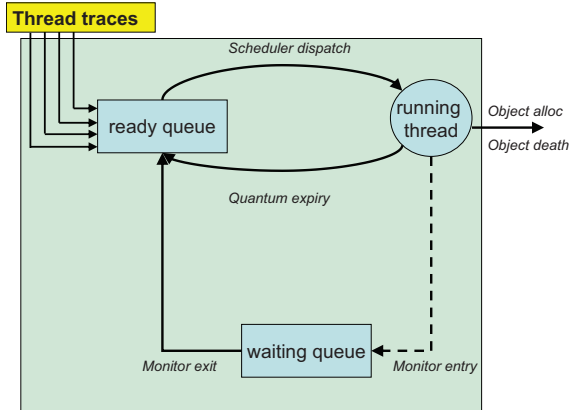 Thread traces
Scheduler dispatch
ready queue
running
thread
Object alloc
Object death
Quantum expiry
waiting queue
Monitor exit
Monitor entry